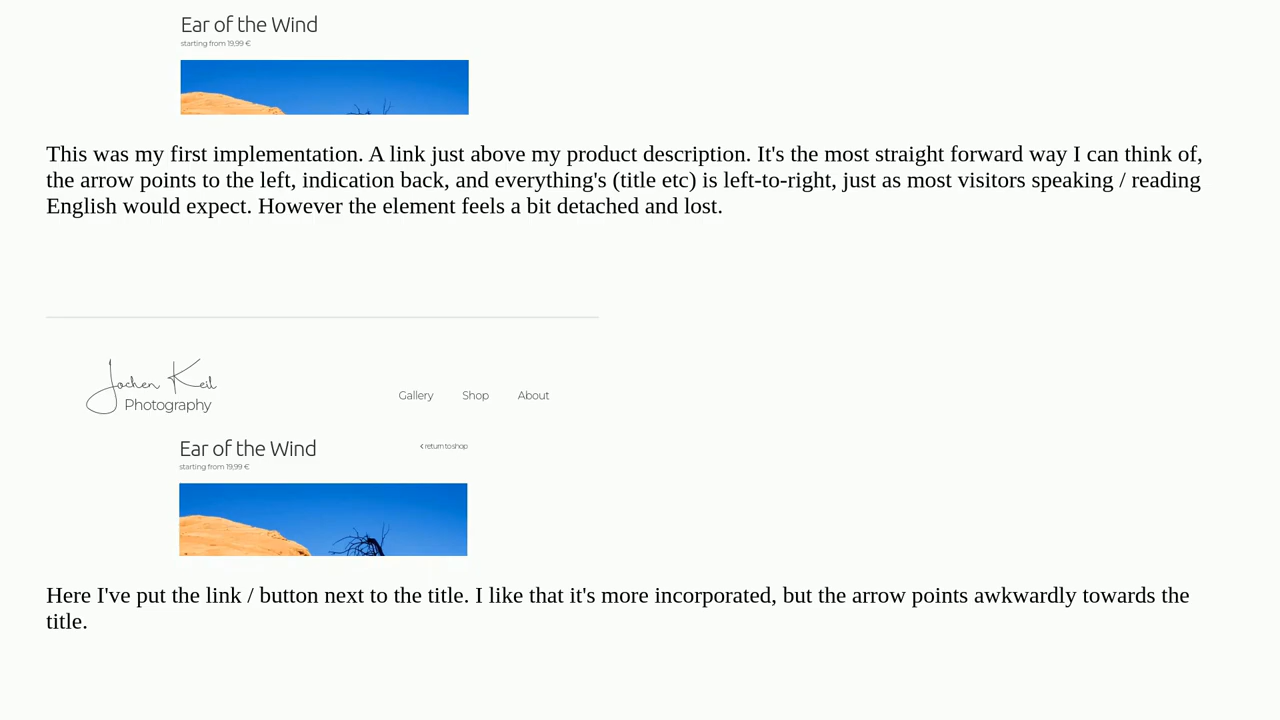 Ear of the Wind
starting from 19,99 €
This was my first implementation. A link just above my product description. It's the most straight forward way I can think of,
the arrow points to the left, indication back, and everything's (title etc) is left-to-right, just as most visitors speaking / reading
English would expect. However the element feels a bit detached and lost.
Jochen Keil
Photography
Gallery Shop About
Ear of the Wind
‹ return to shop
starting from 19,99 €
Here I've put the link / button next to the title. I like that it's more incorporated, but the arrow points awkwardly towards the
title.